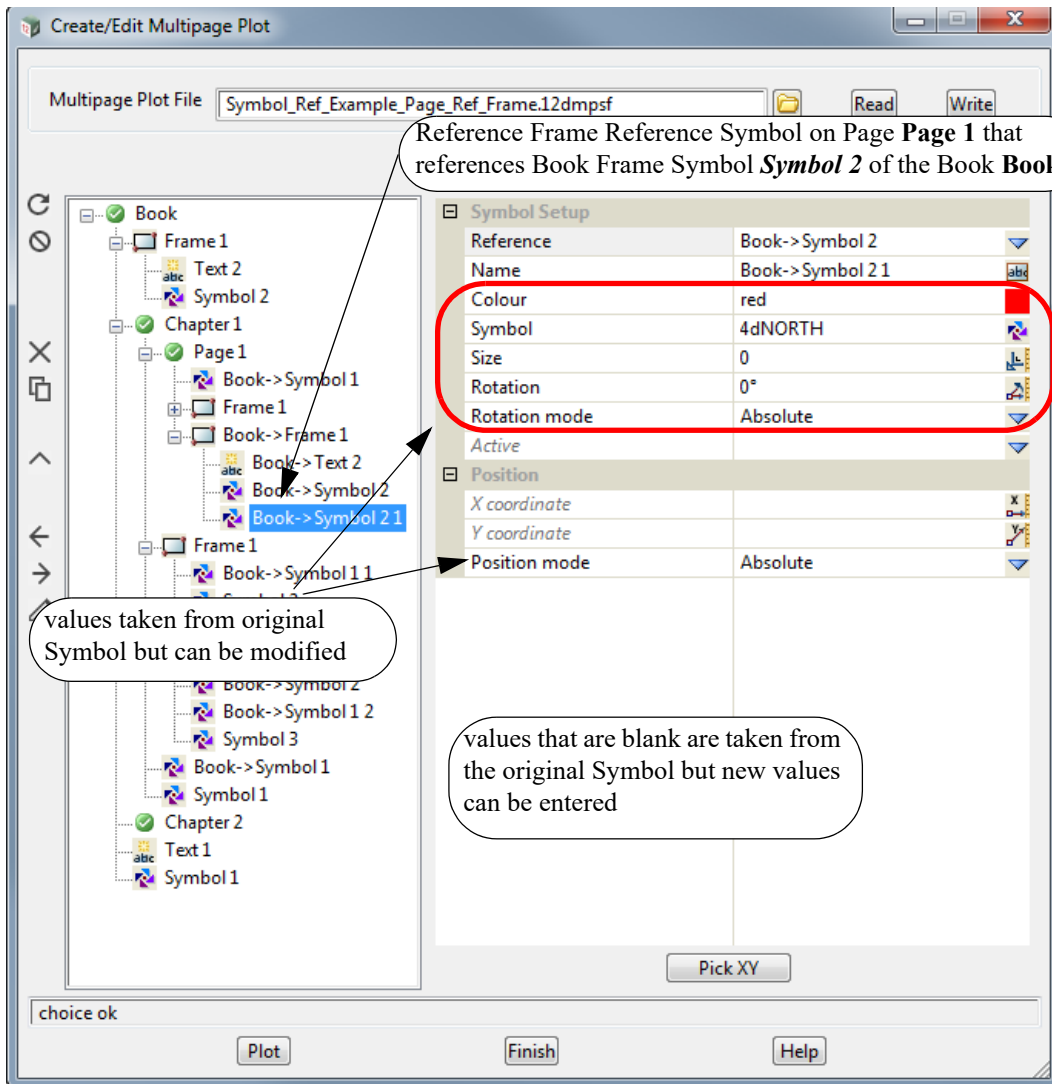 Create/Edit Multipage Plot
Multipage Plot File
Symbol_Ref_Example_Page_Ref_Frame.12dmpsf
Read
Write
Reference Frame Reference Symbol on Page Page 1 that
references Book Frame Symbol Symbol 2 of the Book Book
Book
Frame 1
Text 2
Symbol 2
Chapter 1
Page 1
Book->Symbol 1
Frame 1
Book->Frame 1
Book->Text 2
Book->Symbol 2
Book->Symbol 2 1
Frame 1
Book->Symbol 1 1
values taken from original
Symbol but can be modified
Book->Symbol 2
Book->Symbol 1 2
Symbol 3
Book->Symbol 1
Symbol 1
Chapter 2
Text 1
Symbol 1
Symbol Setup
Reference Book->Symbol 2
Name Book->Symbol 2 1
Colour red
Symbol 4dNORTH
Size 0
Rotation 0°
Rotation mode Absolute
Active
Position
X coordinate
Y coordinate
Position mode Absolute
values that are blank are taken from
the original Symbol but new values
can be entered
Pick XY
choice ok
Plot
Finish
Help